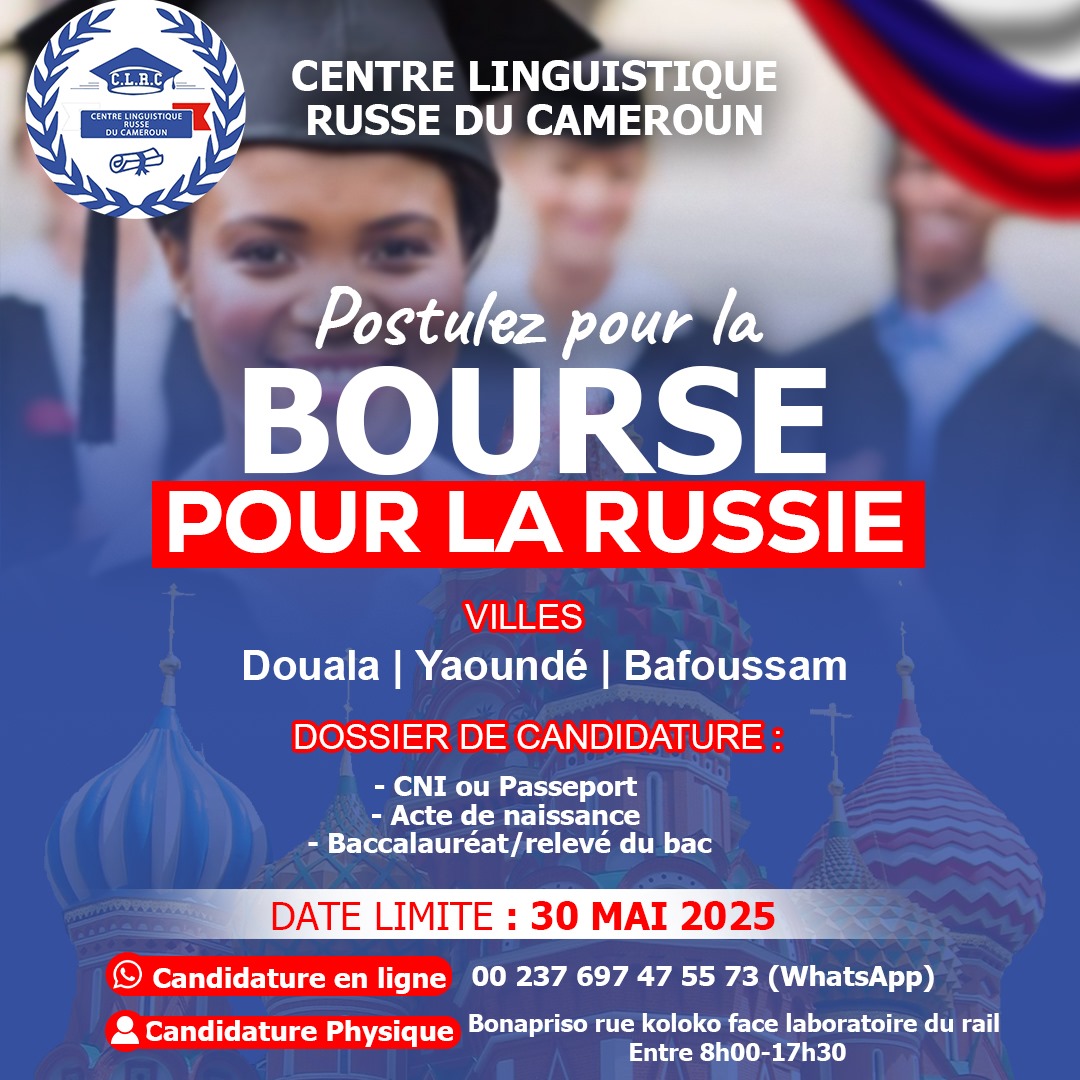 C.L.R.C
CENTRE LINGUISTIQUE
RUSSE
DU CAMEROUN
CENTRE LINGUISTIQUE
RUSSE DU CAMEROUN
Postulez pour la
BOURSE
POUR LA RUSSIE
VILLES
Douala | Yaoundé | Bafoussam
DOSSIER DE CANDIDATURE :
- CNI ou Passeport
- Acte de naissance
- Baccalauréat/relevé du bac
DATE LIMITE : 30 MAI 2025
Candidature en ligne 00 237 697 47 55 73 (WhatsApp)
Candidature Physique Bonapriso rue koloko face laboratoire du rail
Entre 8h00-17h30